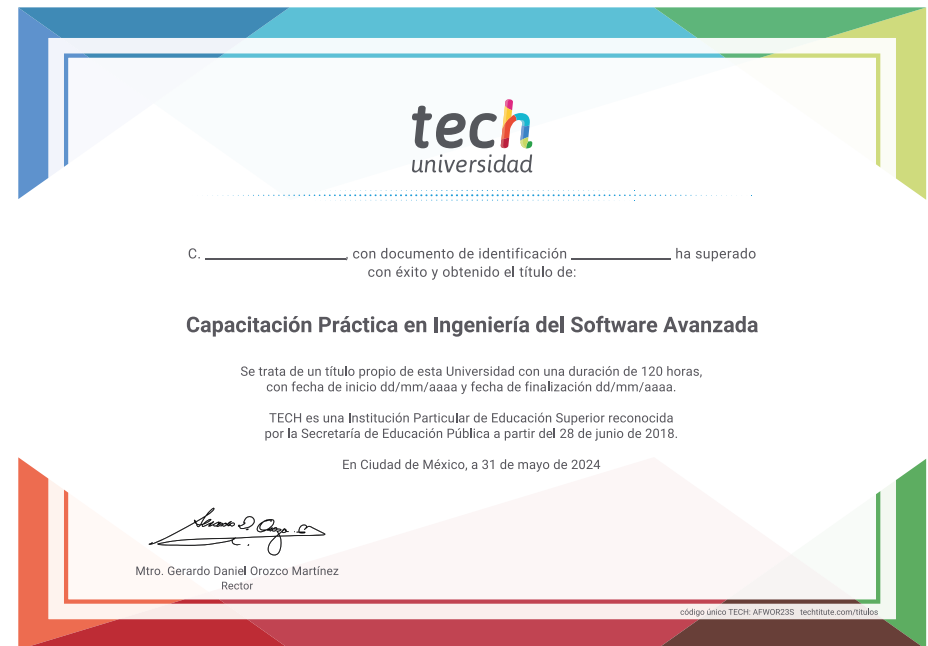 tech
universidad
C. ____________, con documento de identificación _________ ha superado
con éxito y obtenido el título de:
Capacitación Práctica en Ingeniería del Software Avanzada
Se trata de un título propio de esta Universidad con una duración de 120 horas,
con fecha de inicio dd/mm/aaaa y fecha de finalización dd/mm/aaaa.
TECH es una Institución Particular de Educación Superior reconocida
por la Secretaría de Educación Pública a partir del 28 de junio de 2018.
En Ciudad de México, a 31 de mayo de 2024
Mtro. Gerardo Daniel Orozco Martínez
Rector
código único TECH: AFWOR23S techtitute.com/titulos